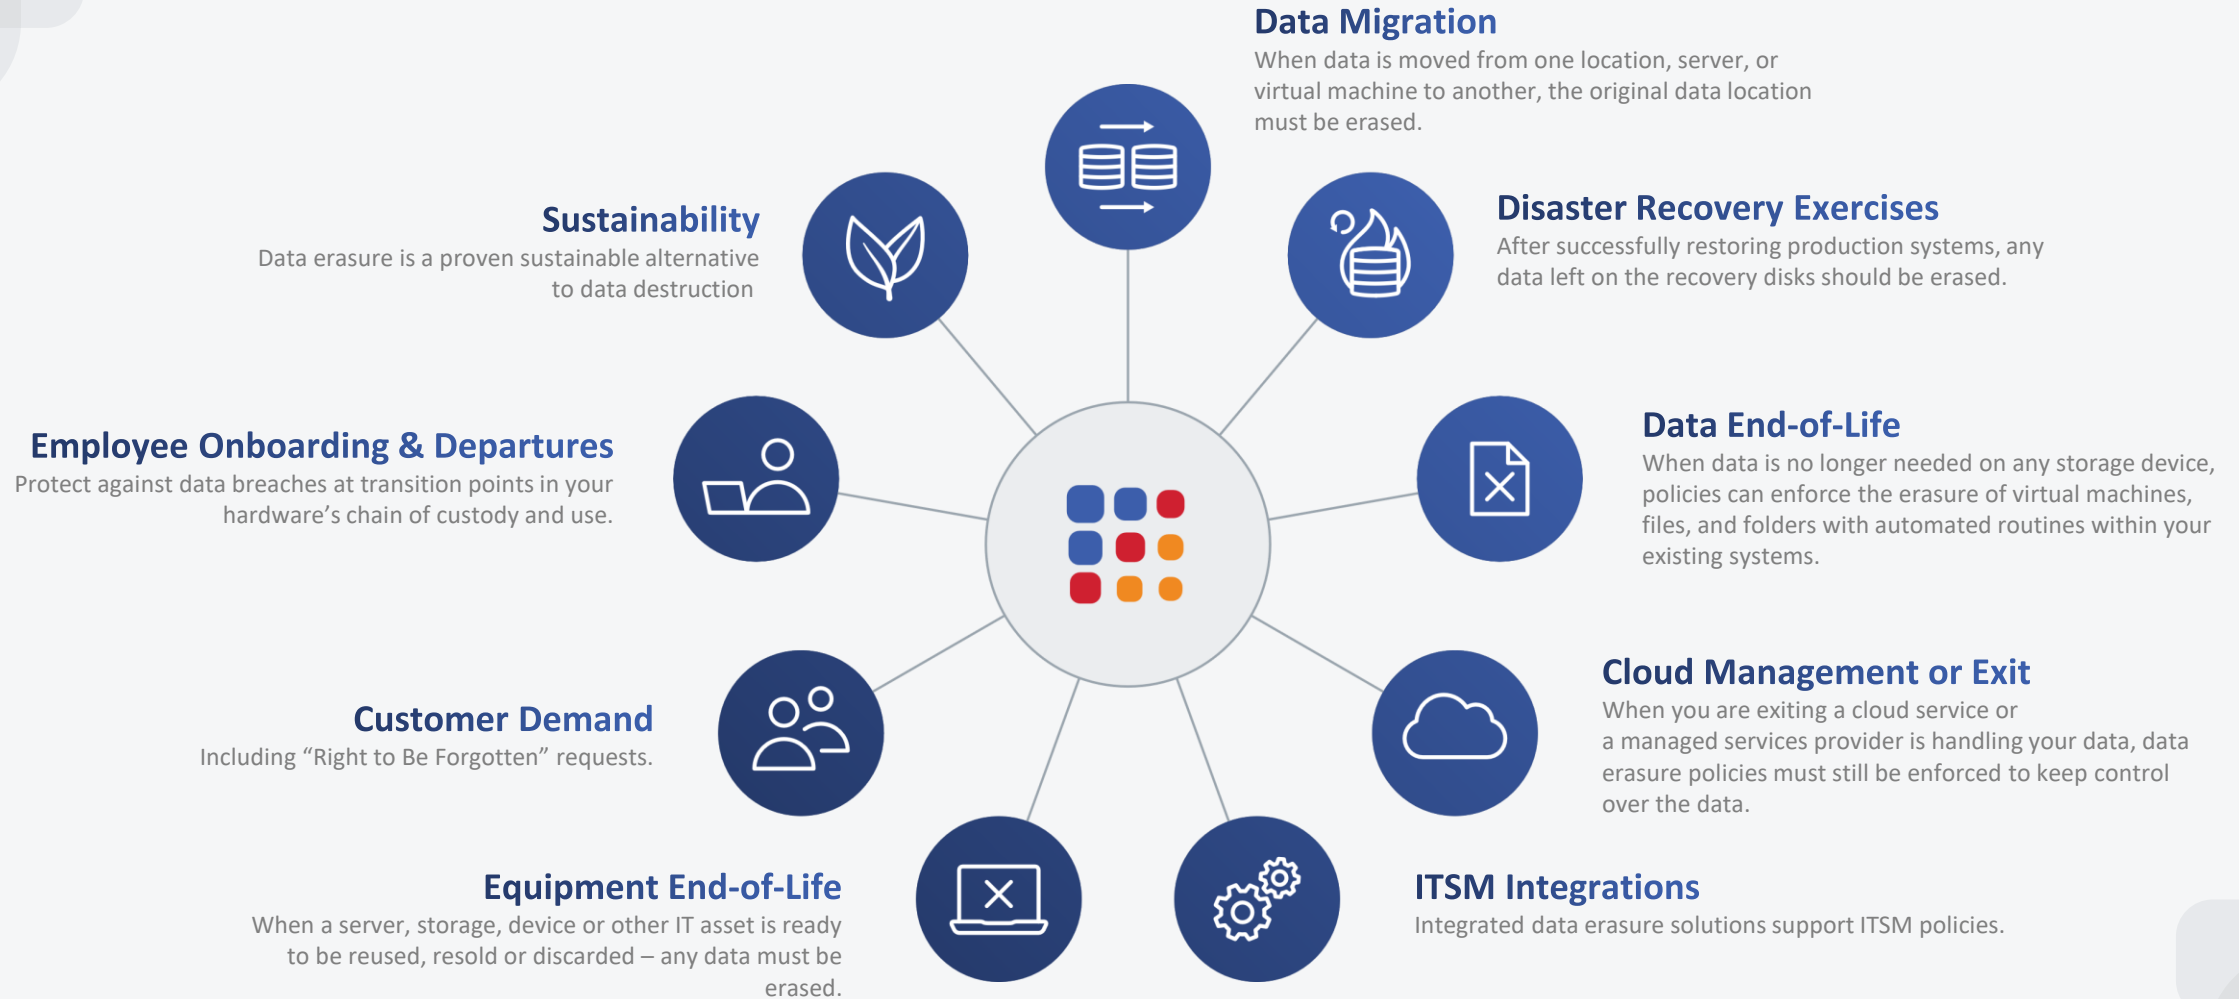 Data Migration
When data is moved from one location, server, or
virtual machine to another, the original data location
must be erased.
Disaster Recovery Exercises
After successfully restoring production systems, any
data left on the recovery disks should be erased.
Data End-of-Life
When data is no longer needed on any storage device,
policies can enforce the erasure of virtual machines,
files, and folders with automated routines within your
existing systems.
Cloud Management or Exit
When you are exiting a cloud service or
a managed services provider is handling your data, data
erasure policies must still be enforced to keep control
over the data.
ITSM Integrations
Integrated data erasure solutions support ITSM policies.
Equipment End-of-Life
When a server, storage, device or other IT asset is ready
to be reused, resold or discarded – any data must be
erased.
Customer Demand
Including “Right to Be Forgotten” requests.
Employee Onboarding & Departures
Protect against data breaches at transition points in your
hardware’s chain of custody and use.
Sustainability
Data erasure is a proven sustainable alternative
to data destruction